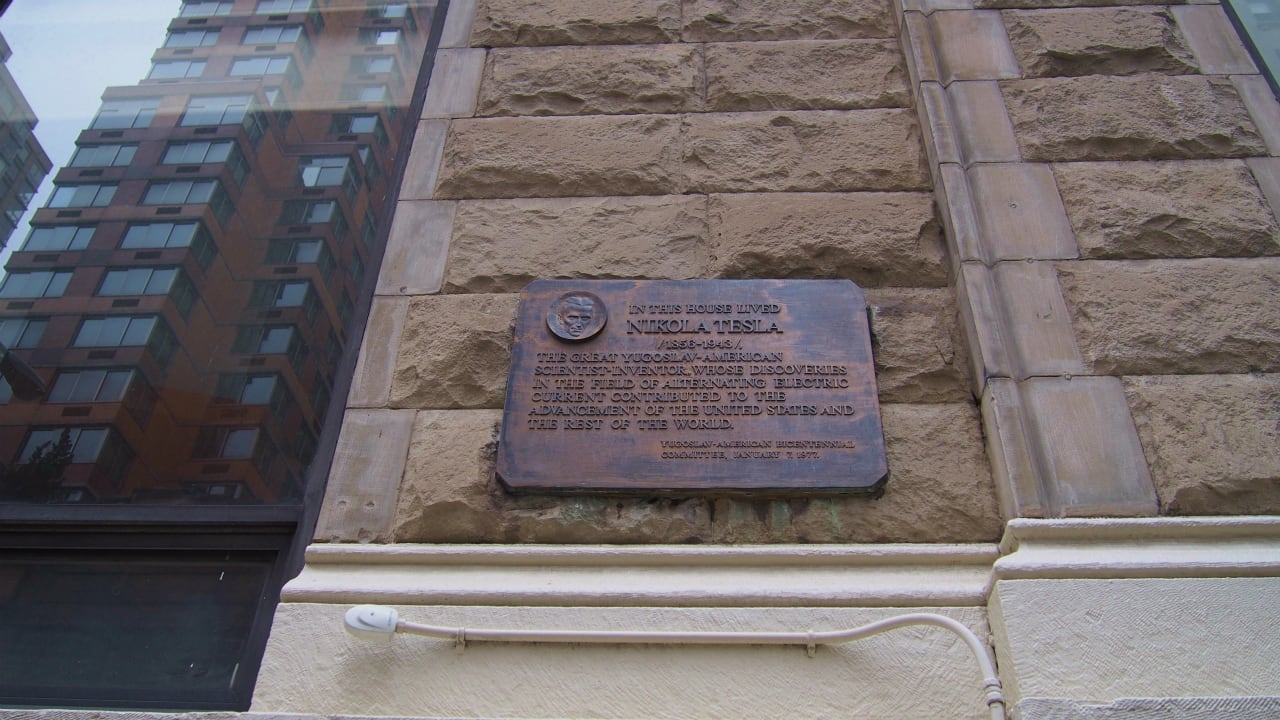 IN THIS HOUSE LIVED
NIKOLA TESLA
/1856-1943/.
THE GREAT YUGOSLAV-AMERICAN
SCIENTIST-INVENTOR, WHOSE DISCOVERIES
IN THE FIELD OF ALTERNATING ELECTRIC
CURRENT CONTRIBUTED TO THE
ADVANCEMENT OF THE UNITED STATES AND
THE REST OF THE WORLD.
YUGOSLAV-AMERICAN BICENTENNIAL
COMMITTEE, JANUARY 7, 1977.